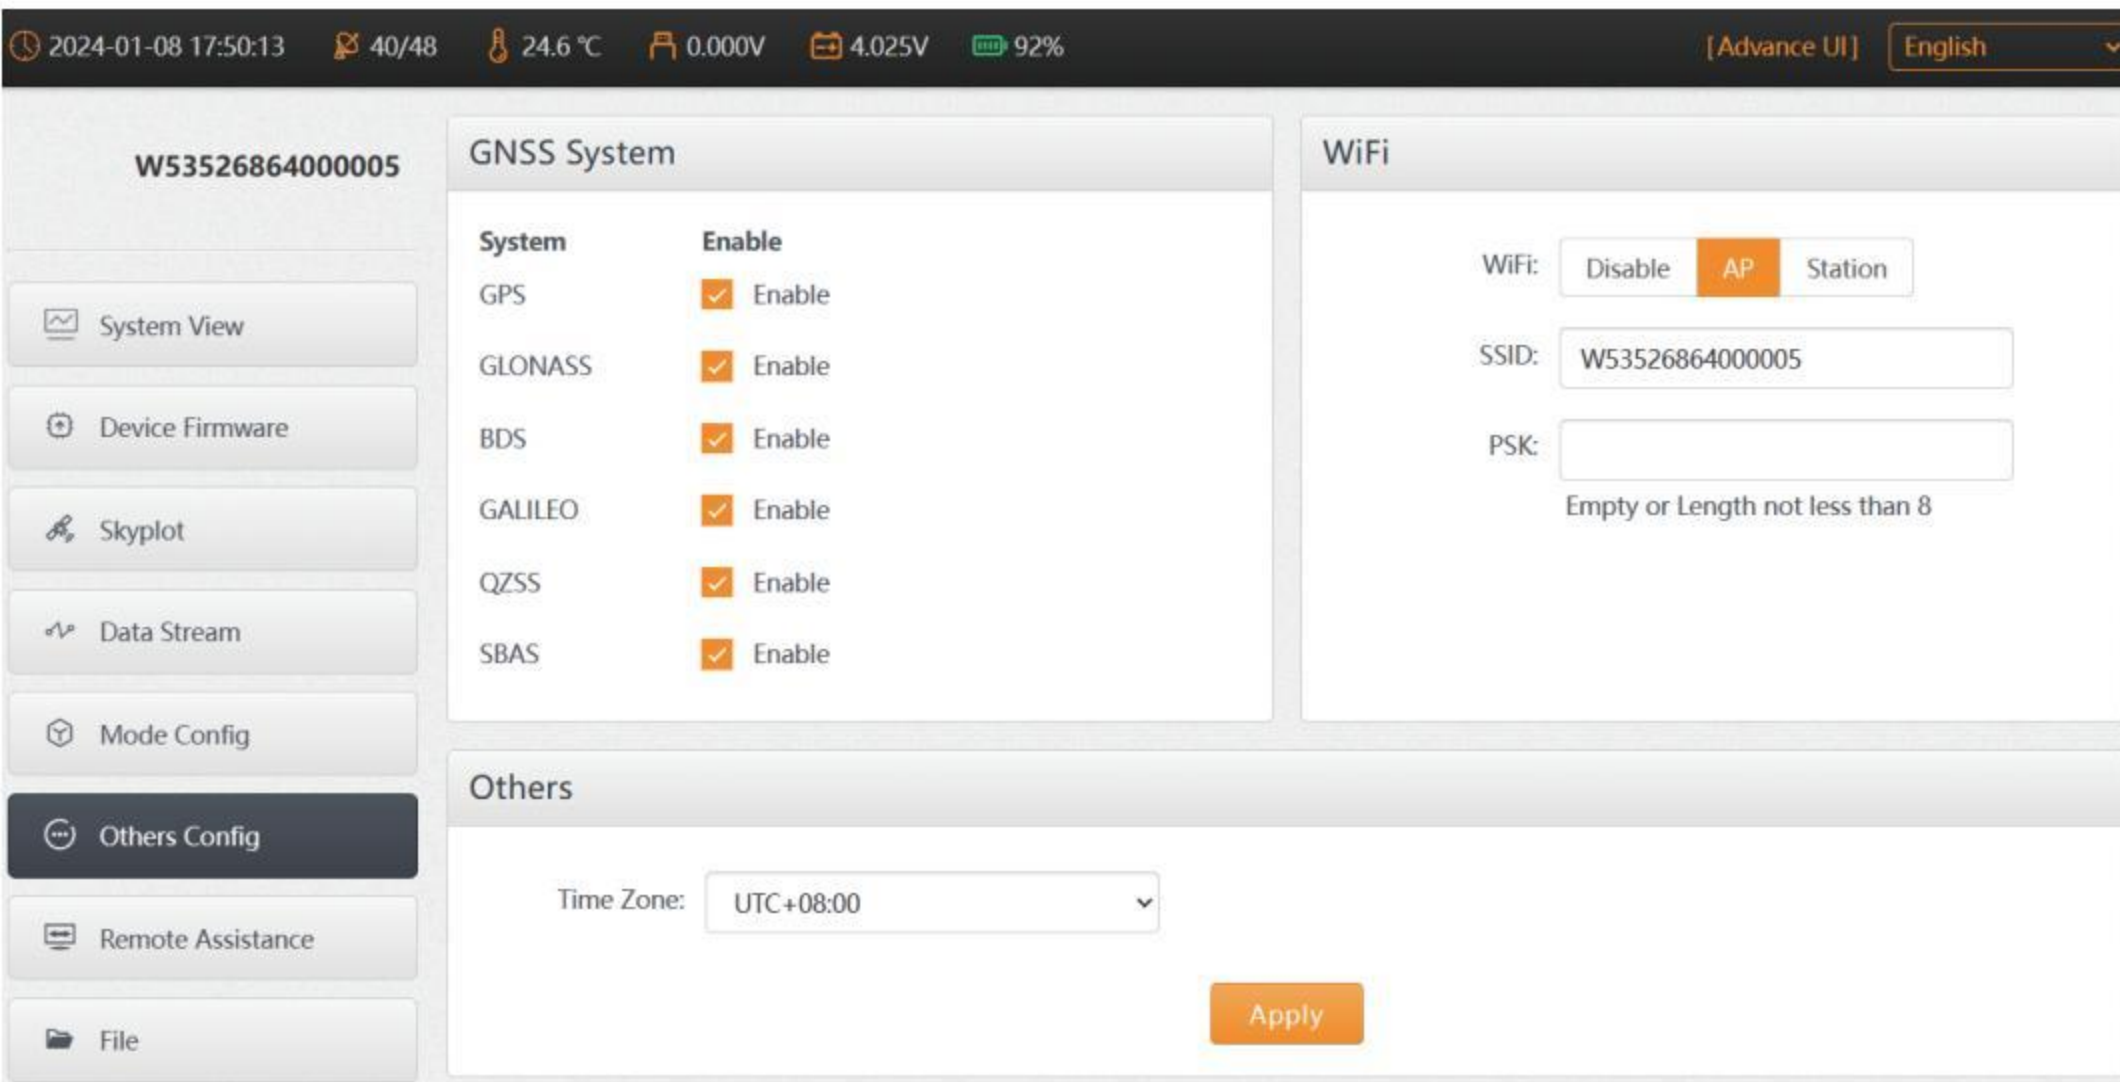 2024-01-08 17:50:13 40/48 24.6 ℃ 0.000V 4.025V 92% [Advance UI] English
W53526864000005
System View
Device Firmware
Skyplot
Data Stream
Mode Config
Others Config
Remote Assistance
File
GNSS System
System Enable
GPS Enable
GLONASS Enable
BDS Enable
GALILEO Enable
QZSS Enable
SBAS Enable
WiFi
WiFi: Disable AP Station
SSID: W53526864000005
PSK:
Empty or Length not less than 8
Others
Time Zone: UTC+08:00
Apply